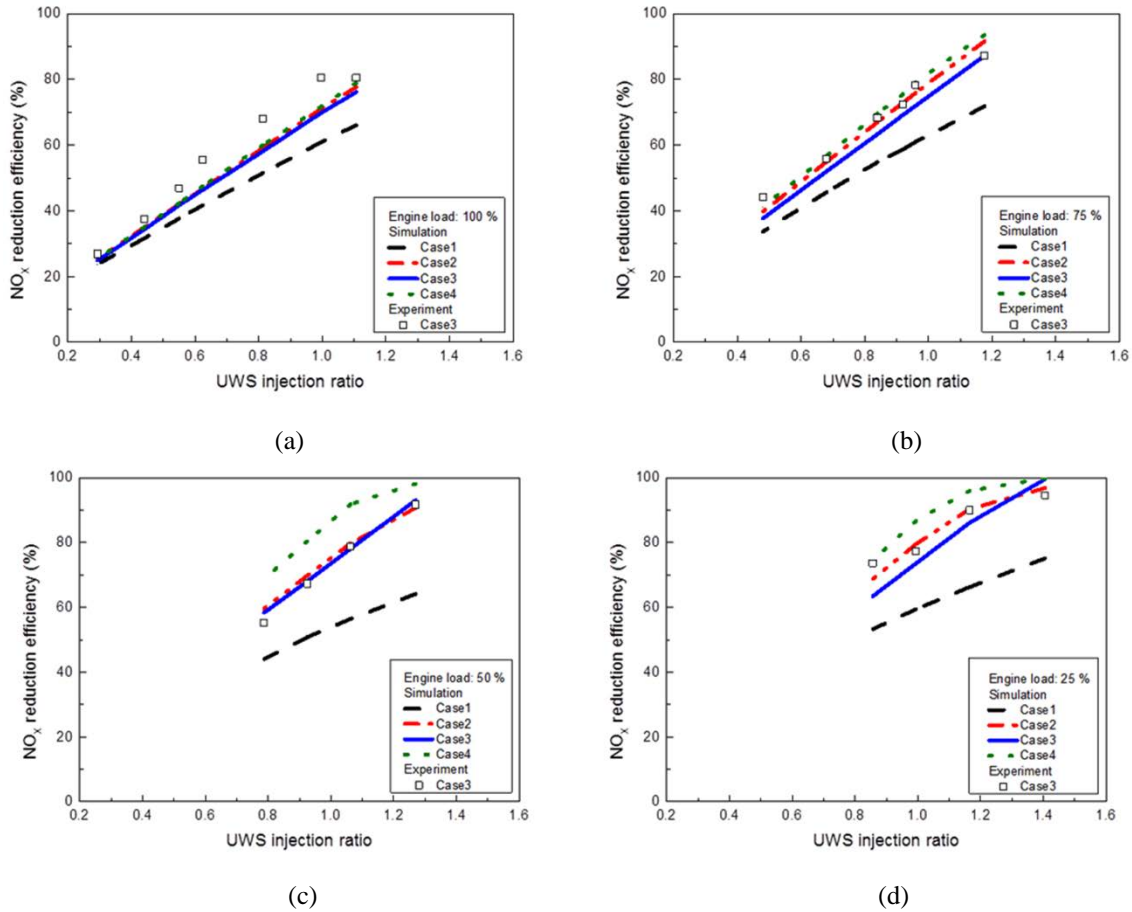 100
80
60
40
20
0
NOX reduction efficiency (%)
Engine load: 100 %
Simulation
Case1
Case2
Case3
Case4
Experiment
Case3
0.2 0.4 0.6 0.8 1.0 1.2 1.4 1.6
UWS injection ratio
(a)
100
80
60
40
20
0
NOX reduction efficiency (%)
Engine load: 75 %
Simulation
Case1
Case2
Case3
Case4
Experiment
Case3
0.2 0.4 0.6 0.8 1.0 1.2 1.4 1.6
UWS injection ratio
(b)
100
80
60
40
20
0
NOX reduction efficiency (%)
Engine load: 50 %
Simulation
Case1
Case2
Case3
Case4
Experiment
Case3
0.2 0.4 0.6 0.8 1.0 1.2 1.4 1.6
UWS injection ratio
(c)
100
80
60
40
20
0
NOX reduction efficiency (%)
Engine load: 25 %
Simulation
Case1
Case2
Case3
Case4
Experiment
Case3
0.2 0.4 0.6 0.8 1.0 1.2 1.4 1.6
UWS injection ratio
(d)